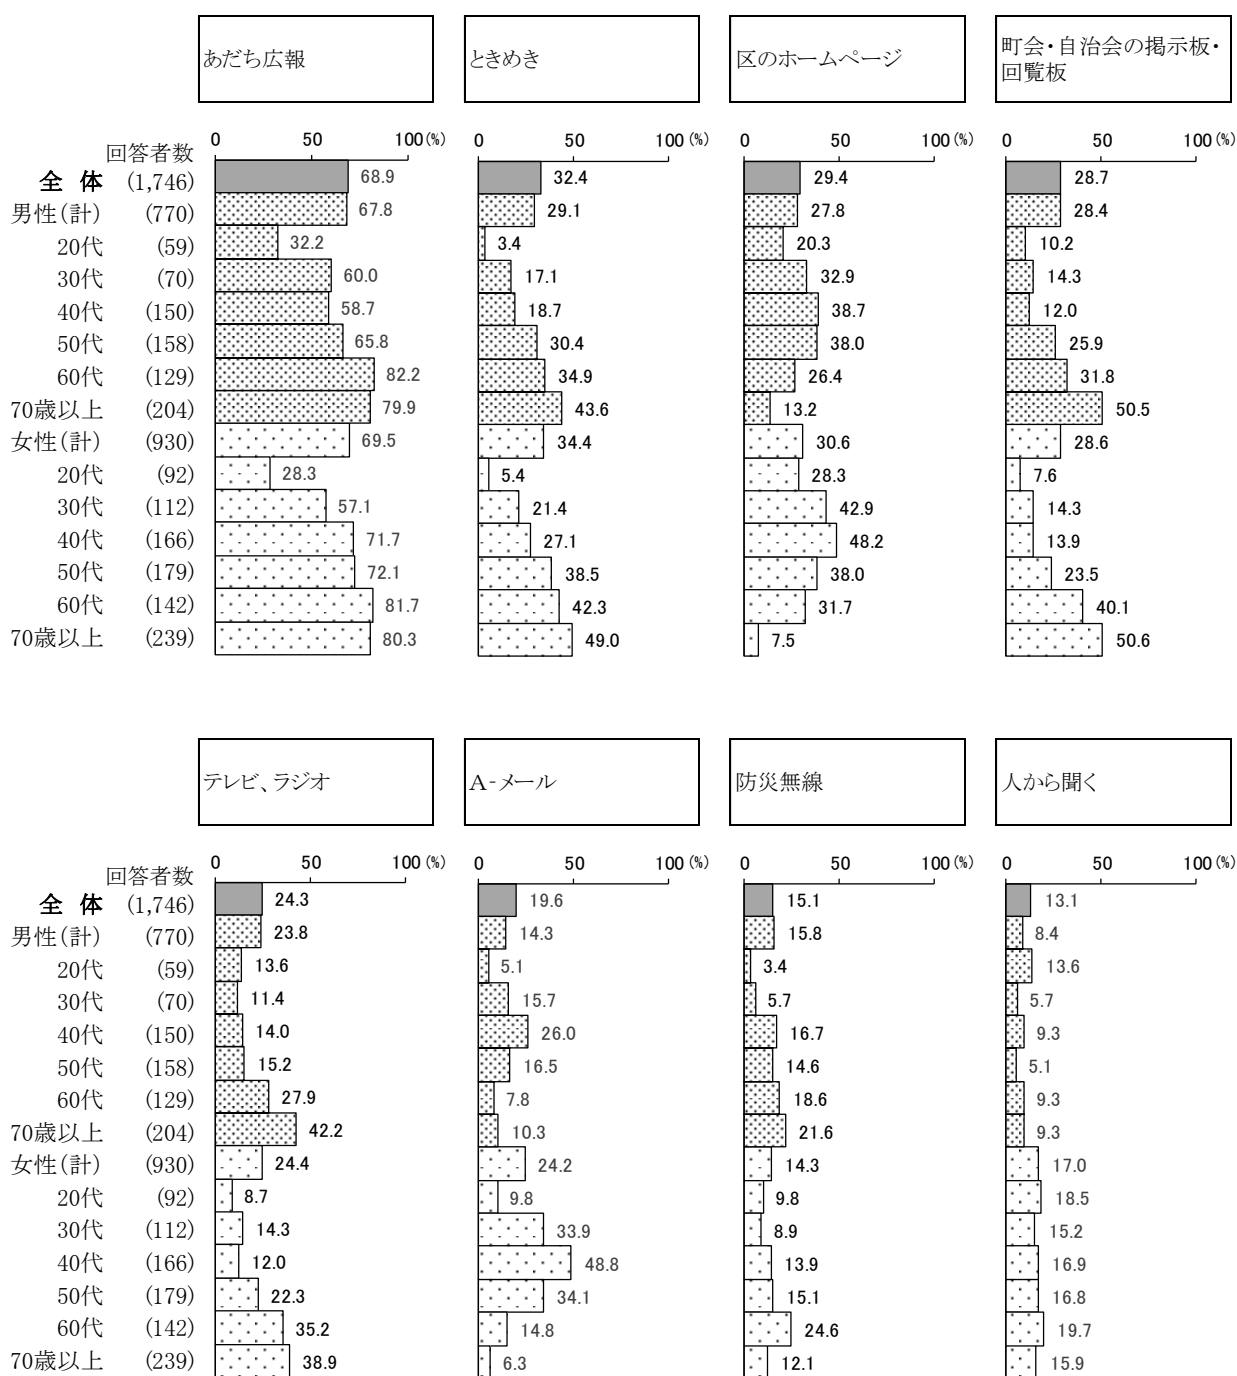 あだち広報 ときめき 区のホームページ 町会・自治会の掲示板・
回覧板
0 50 100(%) 0 50 100(%) 0 50 100(%) 0 50 100(%)
回答者数
全 体 (1,746) 68.9 32.4 29.4 28.7
男性(計) (770) 67.8 29.1 27.8 28.4
20代 (59) 32.2 3.4 20.3 10.2
30代 (70) 60.0 17.1 32.9 14.3
40代 (150) 58.7 18.7 38.7 12.0
50代 (158) 65.8 30.4 38.0 25.9
60代 (129) 82.2 34.9 26.4 31.8
70歳以上 (204) 79.9 43.6 13.2 50.5
女性(計) (930) 69.5 34.4 30.6 28.6
20代 (92) 28.3 5.4 28.3 7.6
30代 (112) 57.1 21.4 42.9 14.3
40代 (166) 71.7 27.1 48.2 13.9
50代 (179) 72.1 38.5 38.0 23.5
60代 (142) 81.7 42.3 31.7 40.1
70歳以上 (239) 80.3 49.0 7.5 50.6
テレビ、ラジオ A-メール 防災無線 人から聞く
0 50 100(%) 0 50 100(%) 0 50 100(%) 0 50 100(%)
回答者数
全 体 (1,746) 24.3 19.6 15.1 13.1
男性(計) (770) 23.8 14.3 15.8 8.4
20代 (59) 13.6 5.1 3.4 13.6
30代 (70) 11.4 15.7 5.7 5.7
40代 (150) 14.0 26.0 16.7 9.3
50代 (158) 15.2 16.5 14.6 5.1
60代 (129) 27.9 7.8 18.6 9.3
70歳以上 (204) 42.2 10.3 21.6 9.3
女性(計) (930) 24.4 24.2 14.3 17.0
20代 (92) 8.7 9.8 9.8 18.5
30代 (112) 14.3 33.9 8.9 15.2
40代 (166) 12.0 48.8 13.9 16.9
50代 (179) 22.3 34.1 15.1 16.8
60代 (142) 35.2 14.8 24.6 19.7
70歳以上 (239) 38.9 6.3 12.1 15.9